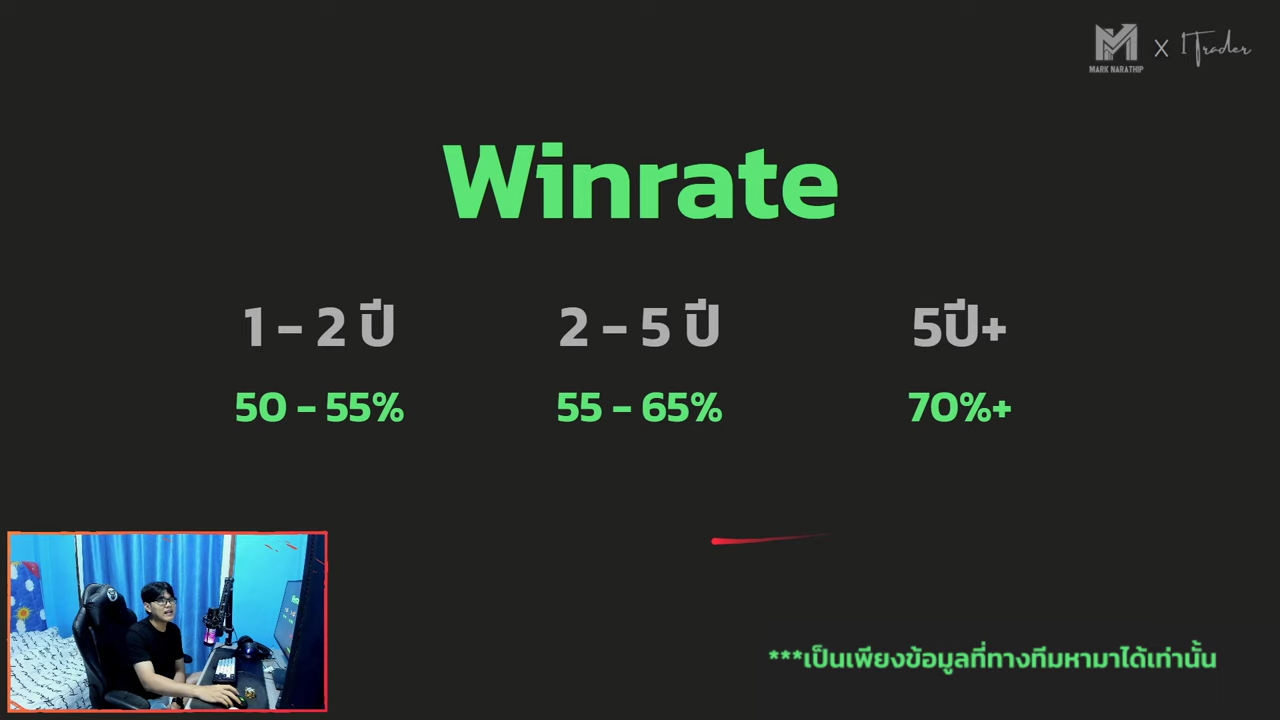 MARK NARATHIP
X
1Trader
Winrate
1 - 2 ปี
2 - 5 ปี
5ปี+
50 - 55%
55 - 65%
70%+
***เป็นเพียงข้อมูลที่ทางทีมหามาได้เท่านั้น